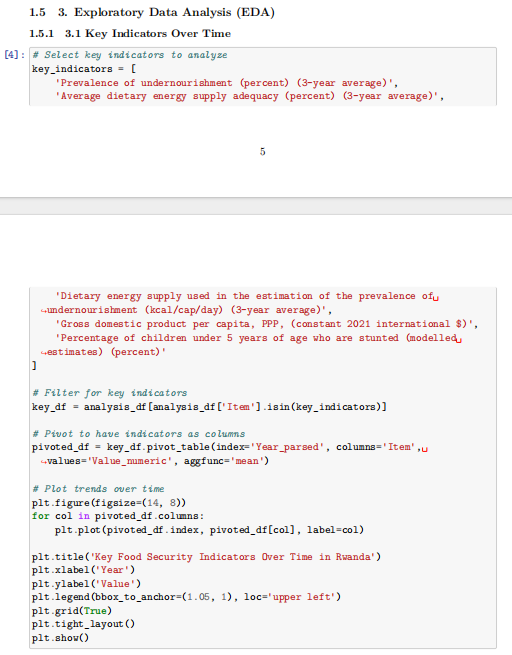 1.5 3. Exploratory Data Analysis (EDA)
1.5.1 3.1 Key Indicators Over Time
[4]: # Select key indicators to analyze
key_indicators = [
    'Prevalence of undernourishment (percent) (3-year average)',
    'Average dietary energy supply adequacy (percent) (3-year average)',
5
    'Dietary energy supply used in the estimation of the prevalence of␣
↪undernourishment (kcal/cap/day) (3-year average)',
    'Gross domestic product per capita, PPP, (constant 2021 international $)',
    'Percentage of children under 5 years of age who are stunted (modelled␣
↪estimates) (percent)'
]
# Filter for key indicators
key_df = analysis_df[analysis_df['Item'].isin(key_indicators)]
# Pivot to have indicators as columns
pivoted_df = key_df.pivot_table(index='Year_parsed', columns='Item',␣
↪values='Value_numeric', aggfunc='mean')
# Plot trends over time
plt.figure(figsize=(14, 8))
for col in pivoted_df.columns:
    plt.plot(pivoted_df.index, pivoted_df[col], label=col)
plt.title('Key Food Security Indicators Over Time in Rwanda')
plt.xlabel('Year')
plt.ylabel('Value')
plt.legend(bbox_to_anchor=(1.05, 1), loc='upper left')
plt.grid(True)
plt.tight_layout()
plt.show()